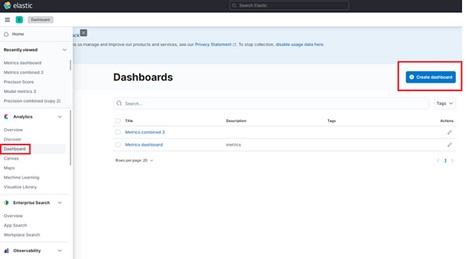 elastic
Search Elastic
D
Dashboard
Home
Recently viewed
Metrics dashboard
Metrics combined 3
Precision Score
Model metrics 3
Precision combined (copy 2)
Analytics
Overview
Discover
Dashboard
Canvas
Maps
Machine Learning
Visualize Library
Enterprise Search
Overview
App Search
Workplace Search
Observability
us manage and improve our products and services, see our Privacy Statement. To stop collection, disable usage data here.
Dashboards
Create dashboard
Search...
Tags
Title Description Tags Actions
Metrics combined 3
Metrics dashboard metrics
Rows per page: 20
1